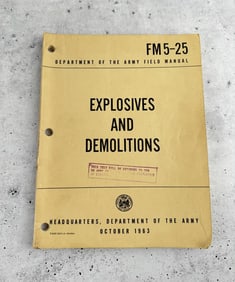 FM 5-25
DEPARTMENT OF THE ARMY FIELD MANUAL
EXPLOSIVES
AND
DEMOLITIONS
HEADQUARTERS, DEPARTMENT OF THE ARMY
OCTOBER 1963